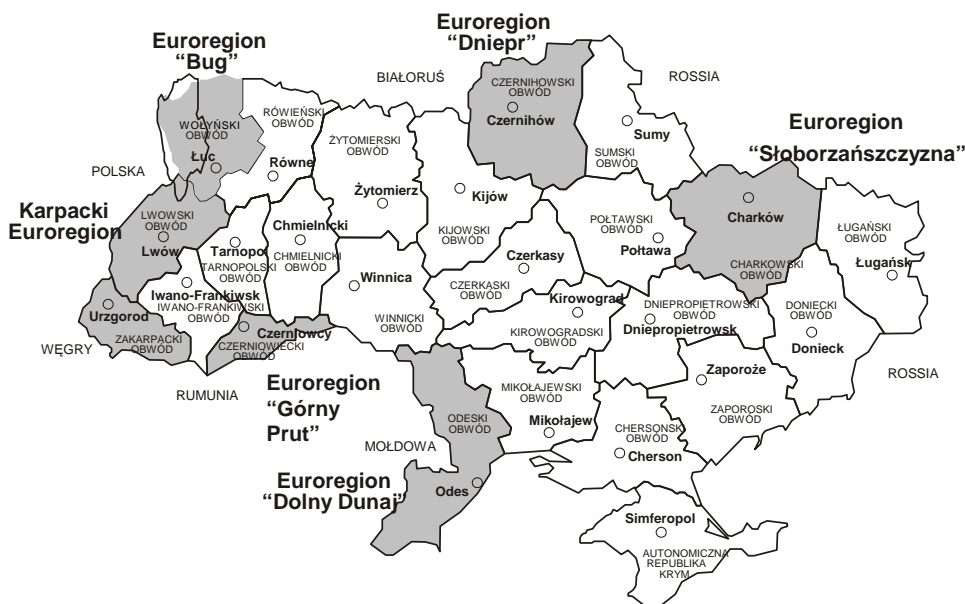 Euroregion
“Dniepr”
Euroregion
“Bug”
BIAŁORUŚ
ROSSIA
CZERNIHOWSKI
OBWÓD
Czernihów
RÓWIEŃSKI
OBWÓD
WOŁYŃSKI
OBWÓD
Łuc
Równe
ŻYTOMIERSKI
OBWÓD
Żytomierz
Sumy
SUMSKI
OBWÓD
Euroregion
“Słoborzańszczyzna”
POLSKA
Kijów
KIJOWSKI
OBWÓD
Charków
CHARKOWSKI
OBWÓD
Karpacki
Euroregion
LWOWSKI
OBWÓD
Lwów
Tarnopol
TARNOPOLSKI
OBWÓD
Chmielnicki
CHMIELNICKI
OBWÓD
POŁTAWSKI
OBWÓD
Połtawa
ŁUGAŃSKI
OBWÓD
Ługańsk
Winnica
WINNICKI
OBWÓD
Czerkasy
CZERKASKI
OBWÓD
Iwano-Frankiwsk
IWANO-FRANKIWISKI
OBWÓD
Kirowograd
KIROWOGRADSKI
OBWÓD
DNIEPROPIETROWSKI
OBWÓD
Dniepropietrowsk
DONIECKI
OBWÓD
Donieck
Urzgorod
ZAKARPACKI
OBWÓD
Czerniowcy
CZERNIOWIECKI
OBWÓD
WĘGRY
RUMUNIA
Euroregion
“Górny
Prut”
MOŁDOWA
ODESKI
OBWÓD
Odes
MIKOŁAJEWSKI
OBWÓD
Mikołajew
Zaporoże
ZAPOROSKI
OBWÓD
ROSSIA
CHERSONSK
OBWÓD
Cherson
Euroregion
“Dolny Dunaj”
Simferopol
AUTONOMICZNA
REPUBLIKA
KRYM